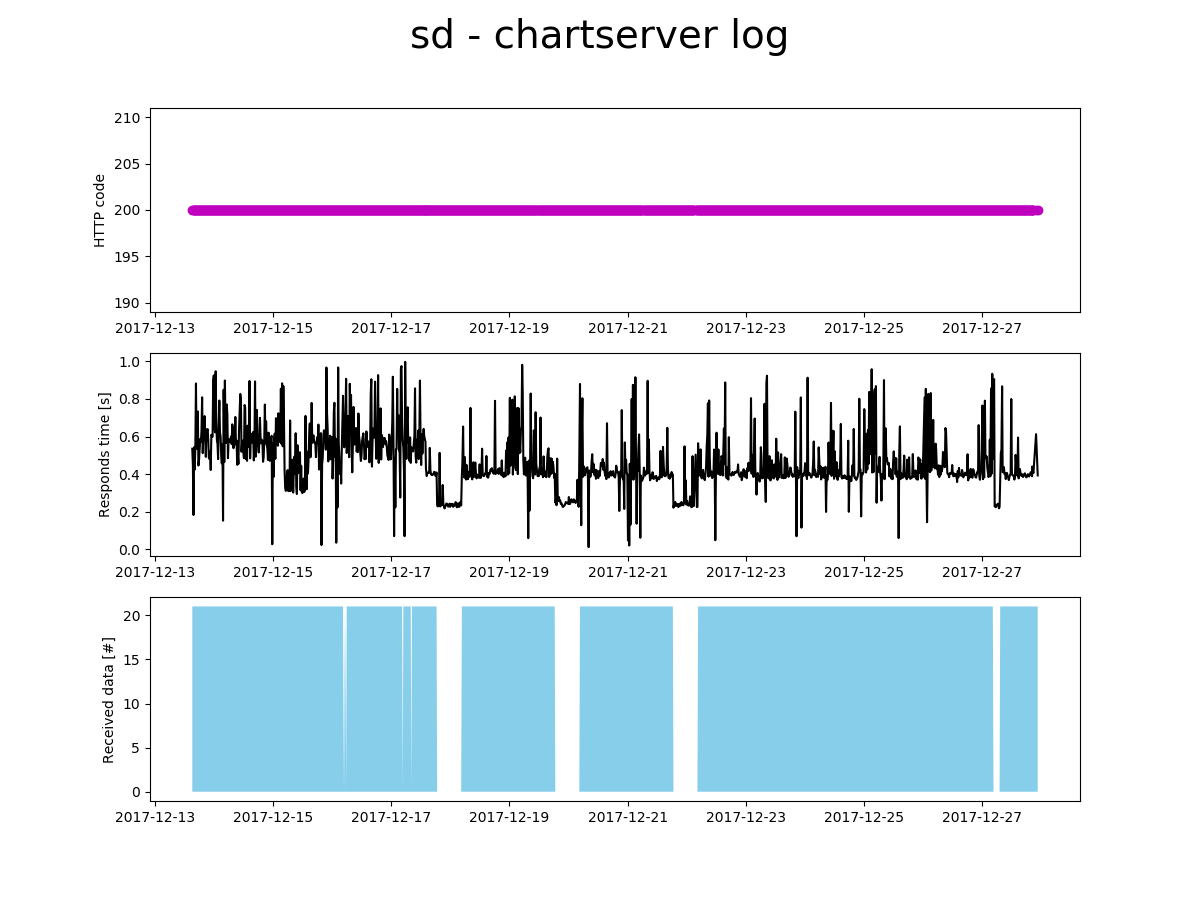 sd - chartserver log
HTTP code
210
205
200
195
190
2017-12-13 2017-12-15 2017-12-17 2017-12-19 2017-12-21 2017-12-23 2017-12-25 2017-12-27
Responds time [s]
1.0
0.8
0.6
0.4
0.2
0.0
2017-12-13 2017-12-15 2017-12-17 2017-12-19 2017-12-21 2017-12-23 2017-12-25 2017-12-27
Received data [#]
20
15
10
5
0
2017-12-13 2017-12-15 2017-12-17 2017-12-19 2017-12-21 2017-12-23 2017-12-25 2017-12-27